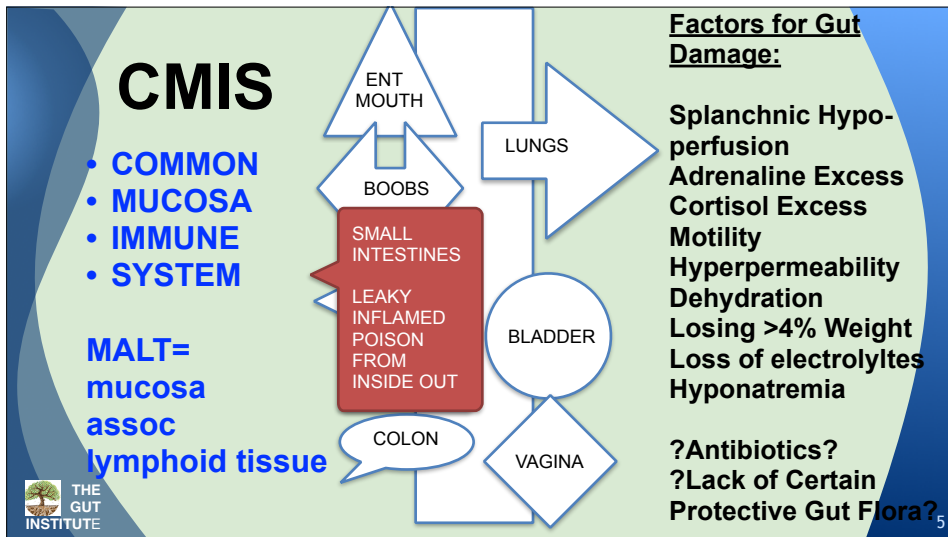 CMIS
• COMMON
• MUCOSA
• IMMUNE
• SYSTEM
MALT=
mucosa
assoc
lymphoid tissue
THE
GUT
INSTITUTE
ENT
MOUTH
BOOBS
SMALL
INTESTINES
LEAKY
INFLAMED
POISON
FROM
INSIDE OUT
COLON
LUNGS
BLADDER
VAGINA
Factors for Gut
Damage:
Splanchnic Hypo-
perfusion
Adrenaline Excess
Cortisol Excess
Motility
Hyperpermeability
Dehydration
Losing >4% Weight
Loss of electrolyltes
Hyponatremia
?Antibiotics?
?Lack of Certain
Protective Gut Flora?
5